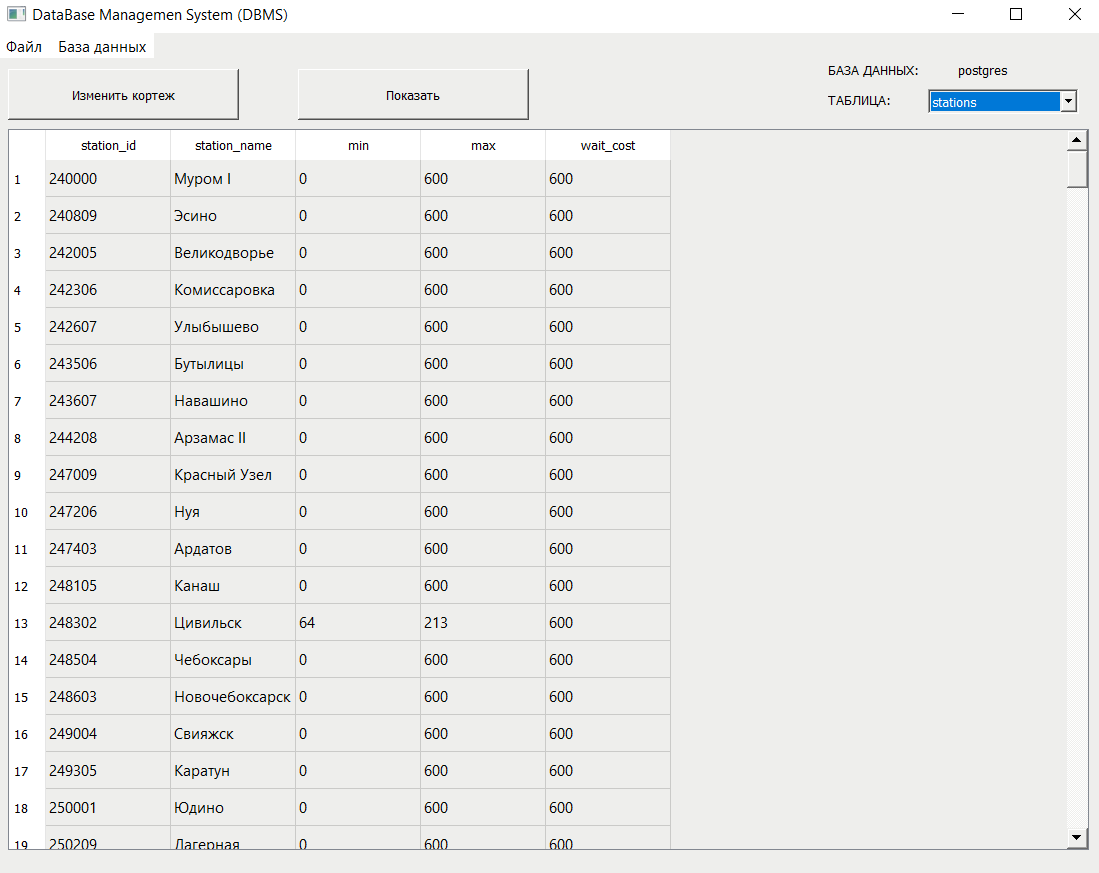 DataBase Managemen System (DBMS)
Файл База данных
БАЗА ДАННЫХ: postgres
Изменить кортеж Показать
ТАБЛИЦА: stations
station_id station_name min max wait_cost
1 240000 Муром I 0 600 600
2 240809 Эсино 0 600 600
3 242005 Великодворье 0 600 600
4 242306 Комиссаровка 0 600 600
5 242607 Улыбышево 0 600 600
6 243506 Бутылицы 0 600 600
7 243607 Навашино 0 600 600
8 244208 Арзамас II 0 600 600
9 247009 Красный Узел 0 600 600
10 247206 Нуя 0 600 600
11 247403 Ардатов 0 600 600
12 248105 Канаш 0 600 600
13 248302 Цивильск 64 213 600
14 248504 Чебоксары 0 600 600
15 248603 Новочебоксарск 0 600 600
16 249004 Свияжск 0 600 600
17 249305 Каратун 0 600 600
18 250001 Юдино 0 600 600
19 250209 Лагерная 0 600 600